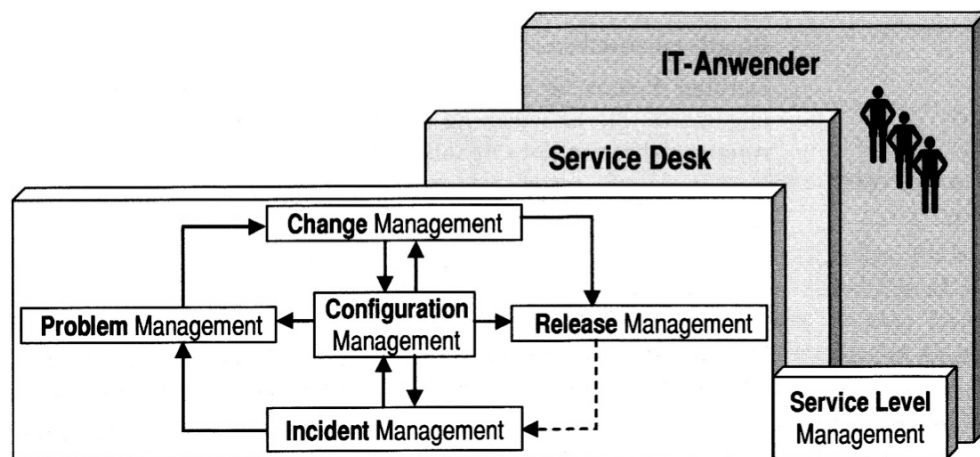 IT-Anwender
Service Desk
Change Management
Configuration
Management
Problem Management
Release Management
Incident Management
Service Level
Management